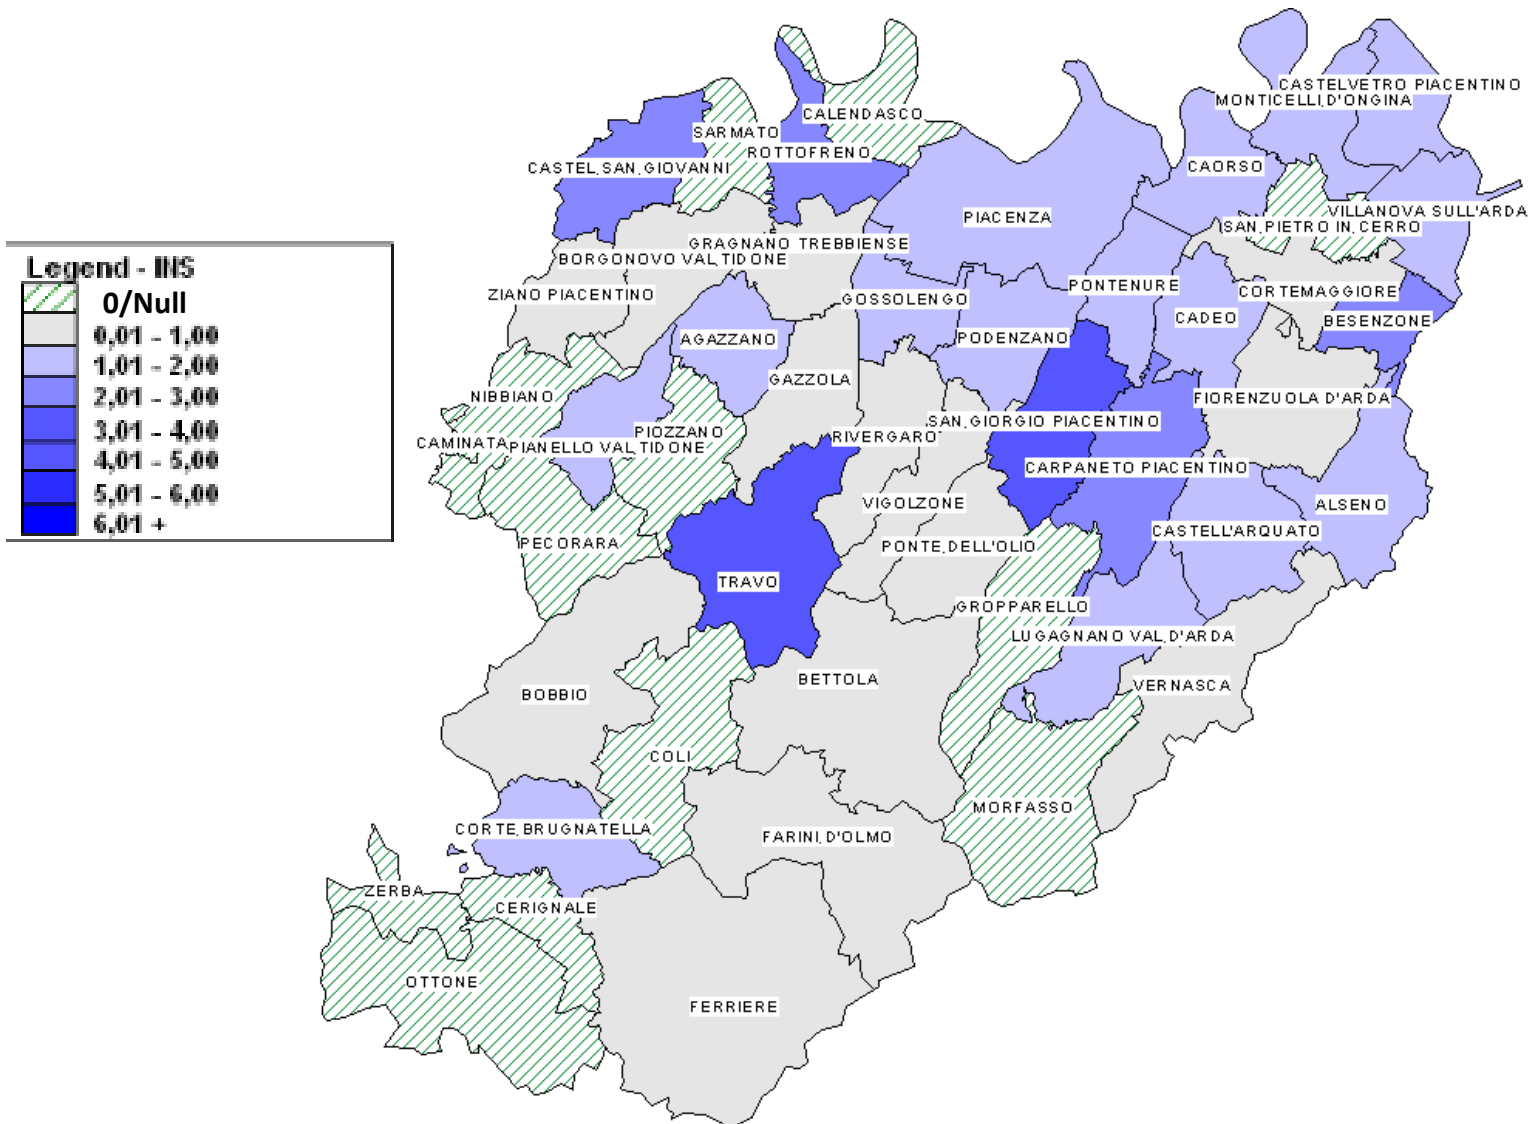 CASTELVETRO PIACENTINO
MONTICELLI,D'ONGINA
CALENDASCO
SARMATO
ROTTOFRENO
CASTEL,SAN,GIOVANNI
CAORSO
PIACENZA
VILLANOVA SULL'ARDA
SAN,PIETRO IN,CERRO
GRAGNANO TREBBIENSE
BORGONOVO VAL,TIDONE
ZIANO PIACENTINO
GOSSOLENGO
PONTENURE
CORTEMAGGIORE
CADEO
BESENZONE
AGAZZANO
PODENZANO
GAZZOLA
NIBBIANO
FIORENZUOLA D'ARDA
SAN,GIORGIO PIACENTINO
PIOZZANO
RIVERGARO
CAMINATA
PIANELLO VAL,TIDONE
CARPANETO PIACENTINO
VIGOLZONE
ALSENO
CASTELL'ARQUATO
PECORARA
PONTE,DELL'OLIO
TRAVO
GROPPARELLO
LUGAGNANO VAL,D'ARDA
BETTOLA
VERNASCA
BOBBIO
COLI
MORFASSO
CORTE,BRUGNATELLA
FARINI,D'OLMO
ZERBA
CERIGNALE
OTTONE
FERRIERE
Legend - INS
0/Null
0,01 - 1,00
1,01 - 2,00
2,01 - 3,00
3,01 - 4,00
4,01 - 5,00
5,01 - 6,00
6,01 +